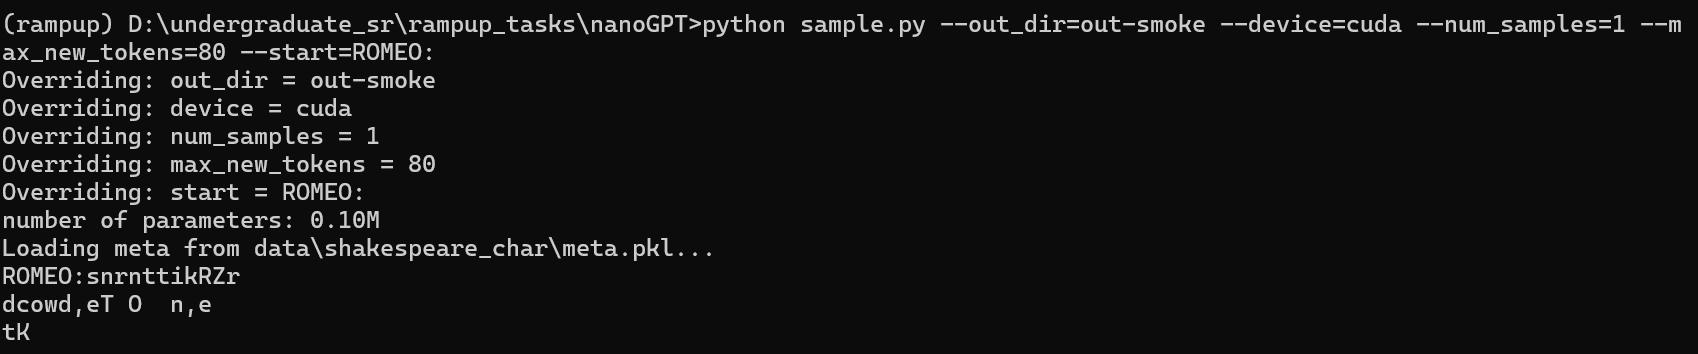 (rampup) D:\undergraduate_sr\rampup_tasks\nanoGPT>python sample.py --out_dir=out-smoke --device=cuda --num_samples=1 --m
ax_new_tokens=80 --start=ROMEO:
Overriding: out_dir = out-smoke
Overriding: device = cuda
Overriding: num_samples = 1
Overriding: max_new_tokens = 80
Overriding: start = ROMEO:
number of parameters: 0.10M
Loading meta from data\shakespeare_char\meta.pkl...
ROMEO:snrnttikRZr
dcowd,eT O  n,e
tK